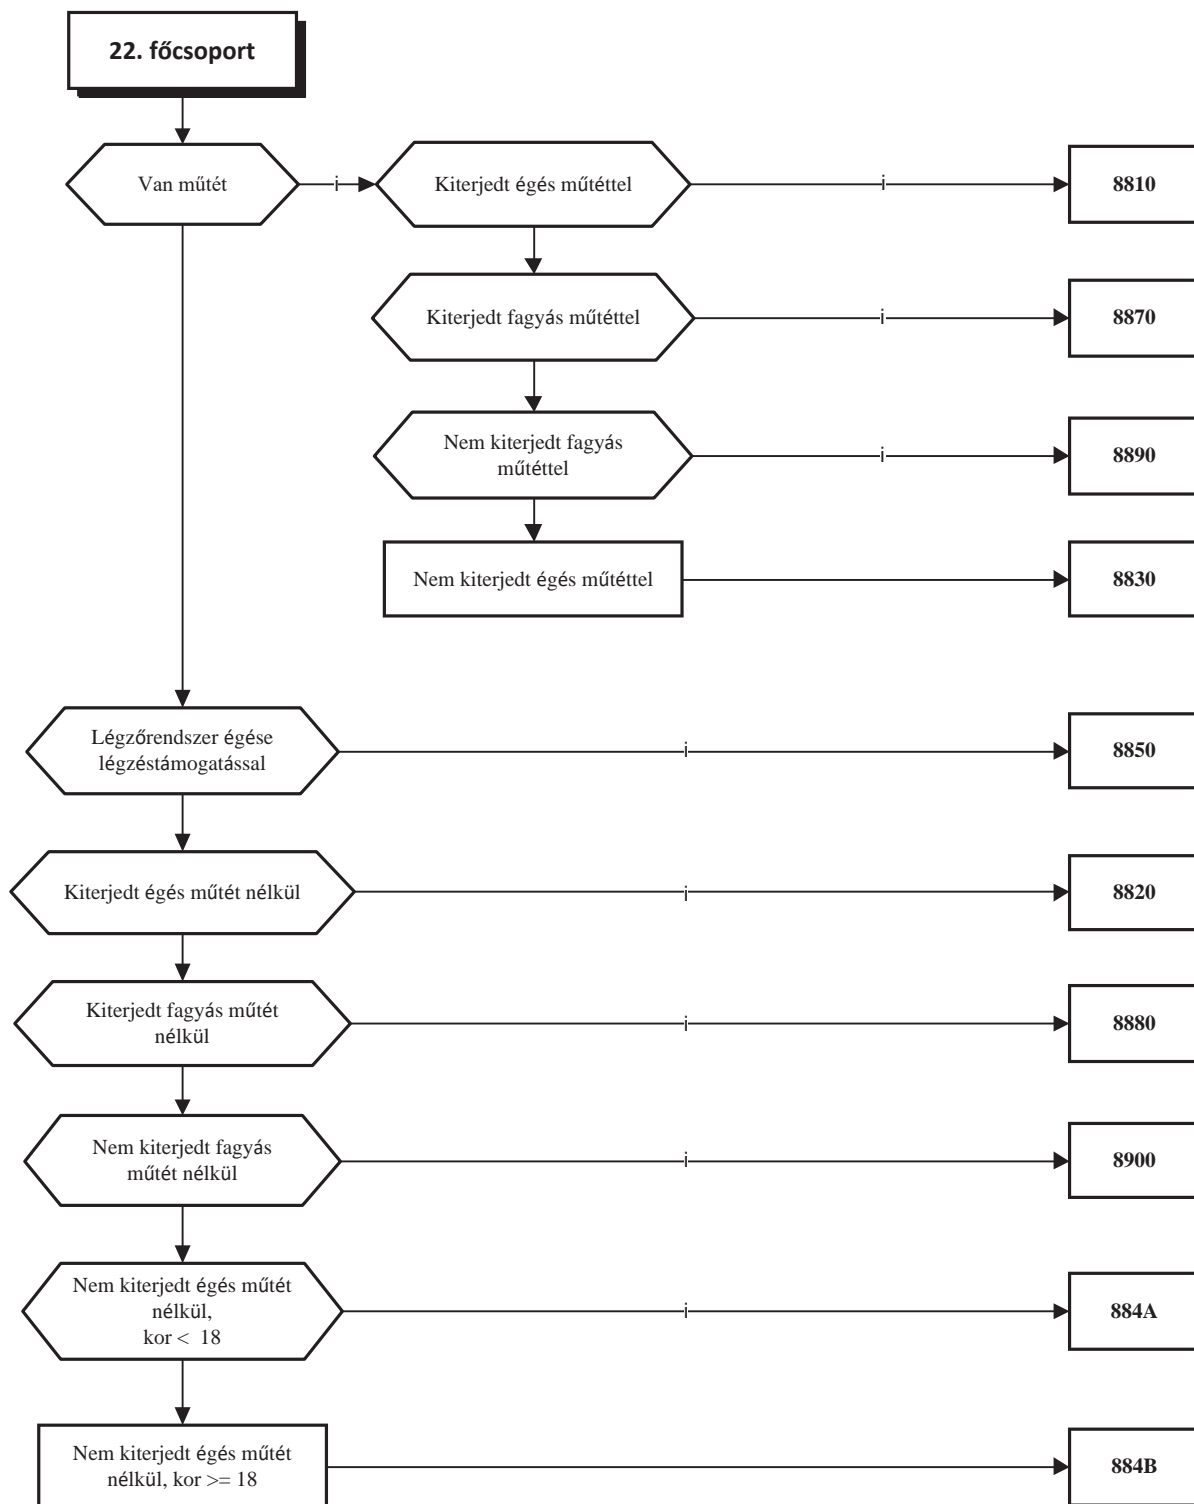 22. főcsoport
Van műtét
i
Kiterjedt égés műtéttel
i
8810
Kiterjedt fagyás műtéttel
i
8870
Nem kiterjedt fagyás
műtéttel
i
8890
Nem kiterjedt égés műtéttel
8830
Légzőrendszer égése
légzéstámogatással
i
8850
Kiterjedt égés műtét nélkül
i
8820
Kiterjedt fagyás műtét
nélkül
i
8880
Nem kiterjedt fagyás
műtét nélkül
i
8900
Nem kiterjedt égés műtét
nélkül,
kor < 18
i
884A
Nem kiterjedt égés műtét
nélkül, kor >= 18
884B